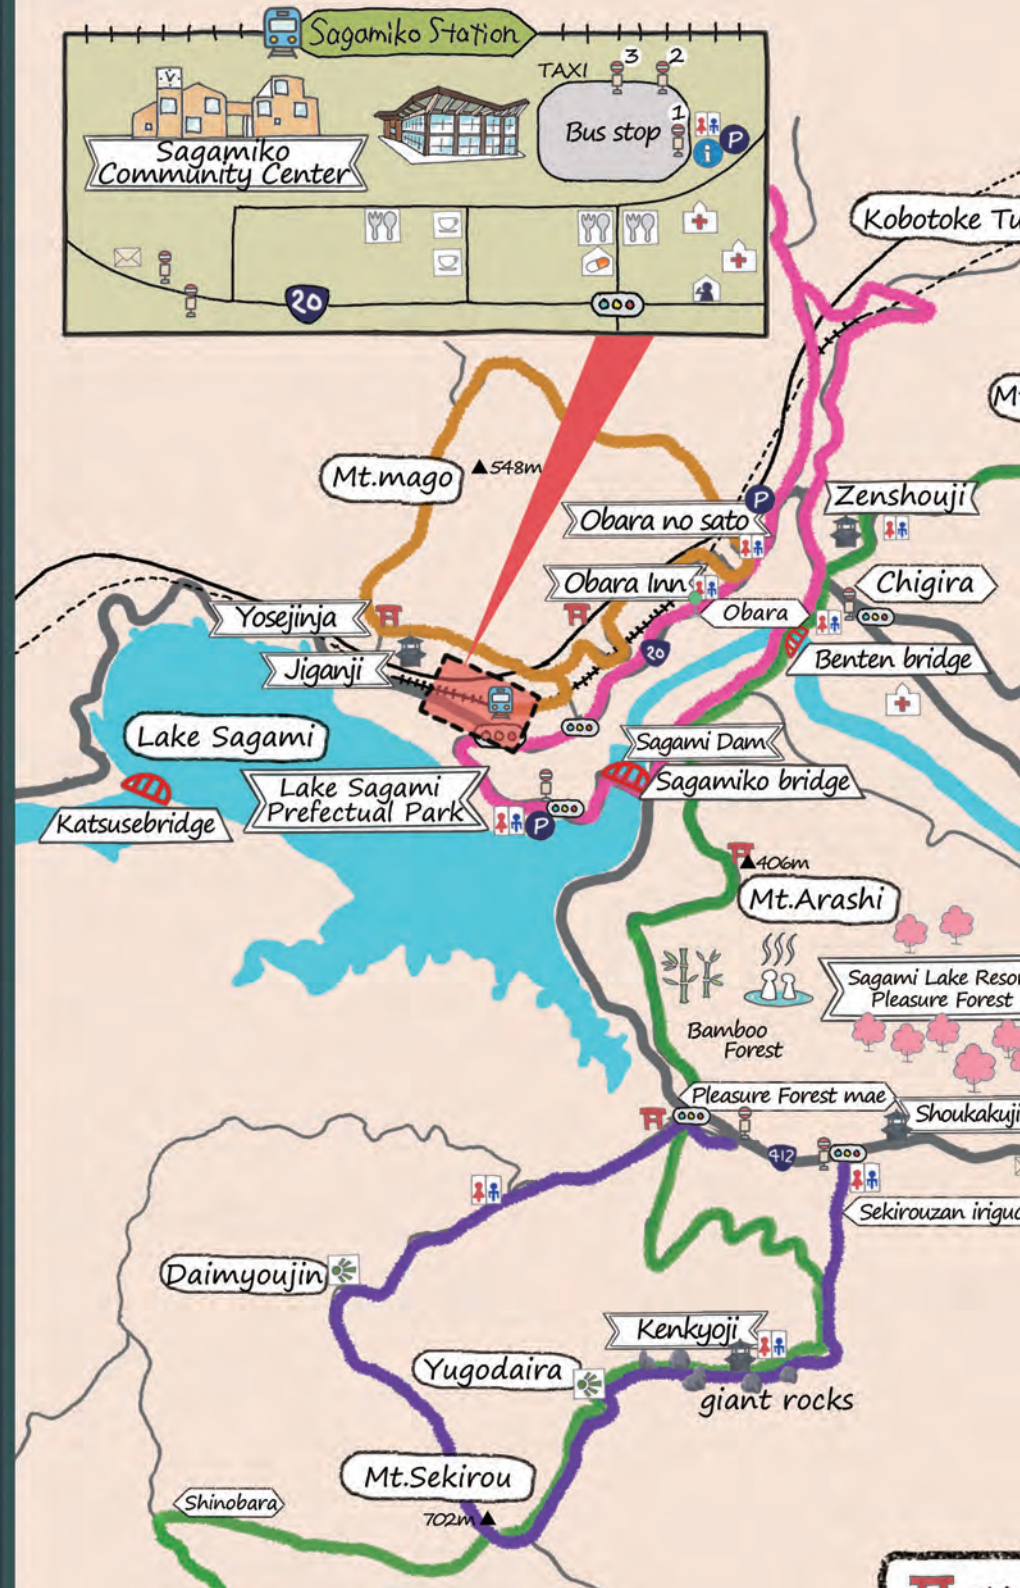 Sagamiko Station
TAXI
3
2
1
Bus stop
i
P
Sagamiko
Community Center
20
Kobotoke Tu
Mt.mago
548m
P
Obara no sato
Zenshouji
Obara Inn
Chigira
Obara
Yosejinja
20
Benten bridge
Jiganji
Lake Sagami
Sagami Dam
Sagamiko bridge
Lake Sagami
Prefectual Park
P
Katsusebridge
406m
Mt.Arashi
Sagami Lake Resor
Pleasure Forest
Bamboo
Forest
Pleasure Forest mae
Shoukakuji
412
Sekirouzan iriguc
Daimyoujin
Kenkyoji
Yugodaira
giant rocks
Mt.Sekirou
Shinobara
702m